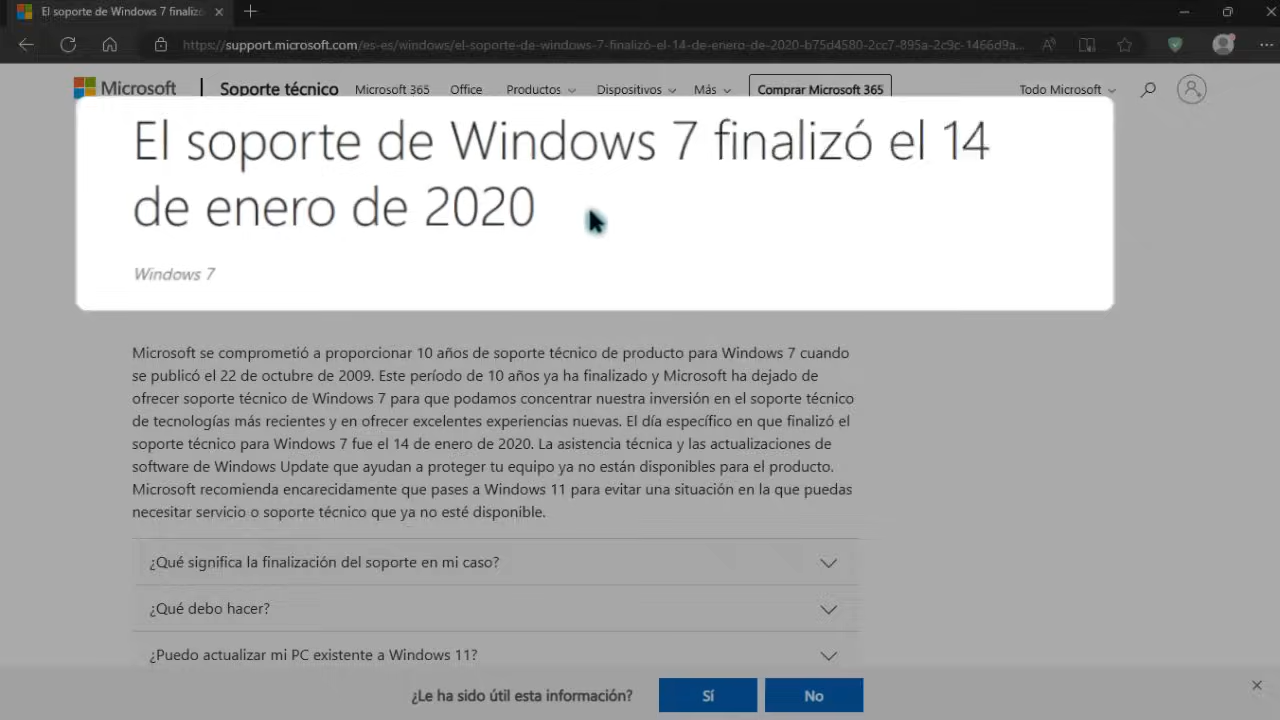 El soporte de Windows 7 finaliz
https://support.microsoft.com/es-es/windows/el-soporte-de-windows-7-finalizó-el-14-de-enero-de-2020-b75d4580-2cc7-895a-2c9c-1466d9a...
Microsoft | Soporte técnico Microsoft 365 Office Productos Dispositivos Más Comprar Microsoft 365 Todo Microsoft
El soporte de Windows 7 finalizó el 14
de enero de 2020
Windows 7
Microsoft se comprometió a proporcionar 10 años de soporte técnico de producto para Windows 7 cuando
se publicó el 22 de octubre de 2009. Este período de 10 años ya ha finalizado y Microsoft ha dejado de
ofrecer soporte técnico de Windows 7 para que podamos concentrar nuestra inversión en el soporte técnico
de tecnologías más recientes y en ofrecer excelentes experiencias nuevas. El día específico en que finalizó el
soporte técnico para Windows 7 fue el 14 de enero de 2020. La asistencia técnica y las actualizaciones de
software de Windows Update que ayudan a proteger tu equipo ya no están disponibles para el producto.
Microsoft recomienda encarecidamente que pases a Windows 11 para evitar una situación en la que puedas
necesitar servicio o soporte técnico que ya no esté disponible.
¿Qué significa la finalización del soporte en mi caso?
¿Qué debo hacer?
¿Puedo actualizar mi PC existente a Windows 11?
¿Le ha sido útil esta información? Sí No